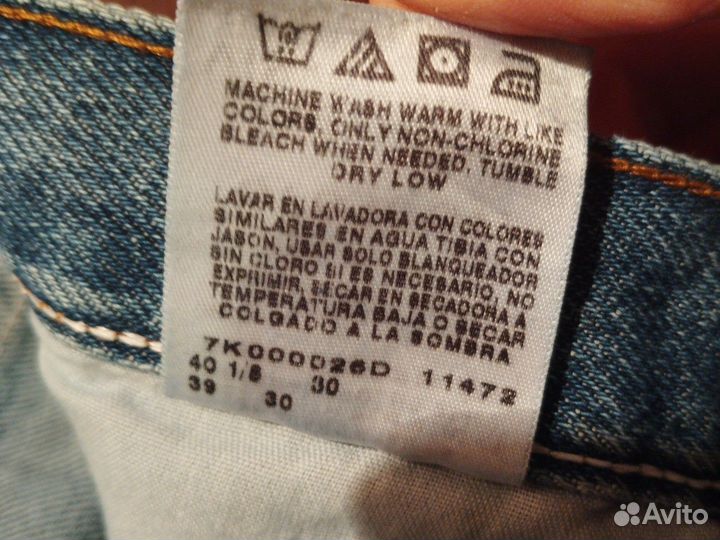 MACHINE WASH WARM WITH LIKE
COLORS, ONLY NON-CHLORINE
BLEACH WHEN NEEDED, TUMBLE
DRY LOW
LAVAR EN LAVADORA CON COLORES
SIMILARES EN AGUA TIBIA CON
JASON, USAR SOLO BLANQUEADOR
SIN CLORO SI ES NECESARIO, NO
EXPRIMIR, SECAR EN SECADORA A
TEMPERATURA BAJA O SECAR
COLGADO A LA SOMBRA
7K000026D 11472
40 1/8 30
39 30
Avito